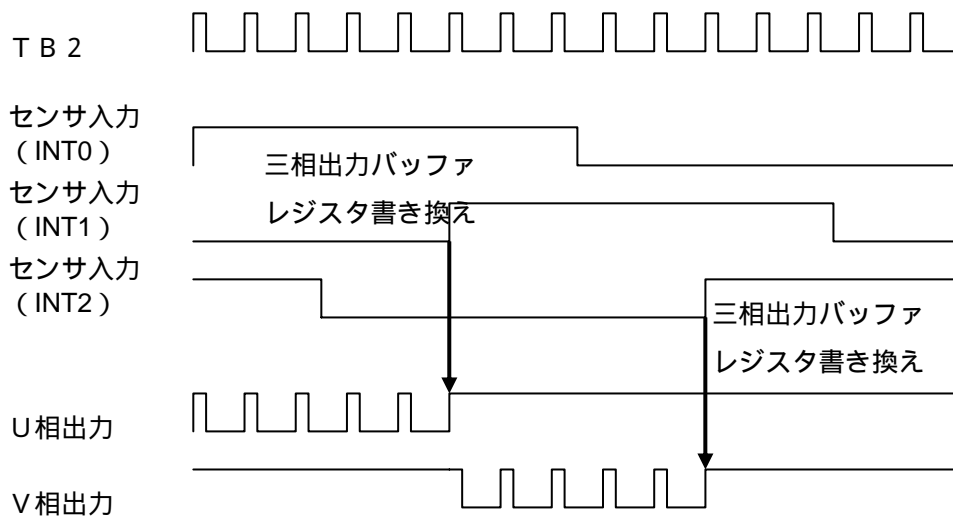 ＴＢ２
センサ入力
（INT0）
三相出力バッファ
レジスタ書き換え
センサ入力
（INT1）
センサ入力
（INT2）
三相出力バッファ
レジスタ書き換え
Ｕ相出力
Ｖ相出力